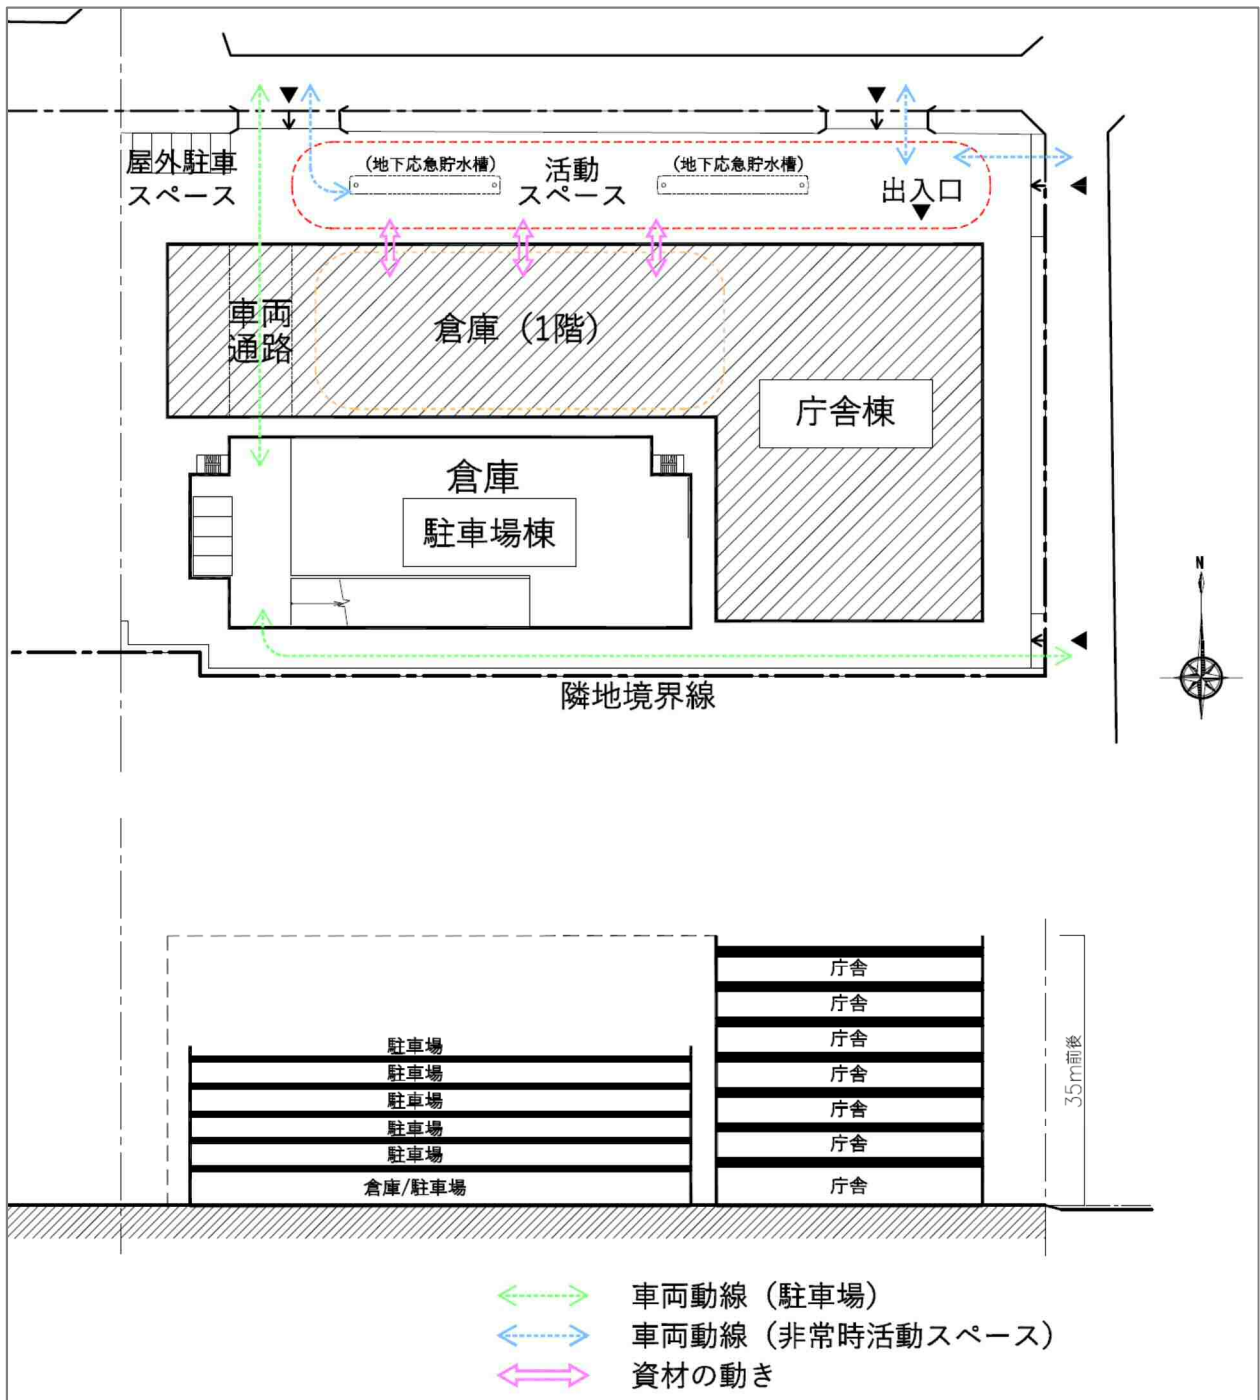 屋外駐車
スペース
(地下応急貯水槽)
活動
スペース
(地下応急貯水槽)
出入口
車両
通路
倉庫（1階）
庁舎棟
倉庫
駐車場棟
隣地境界線
N
庁舎
庁舎
庁舎
庁舎
庁舎
庁舎
庁舎
駐車場
駐車場
駐車場
駐車場
駐車場
倉庫/駐車場
35m前後
車両動線（駐車場）
車両動線（非常時活動スペース）
資材の動き